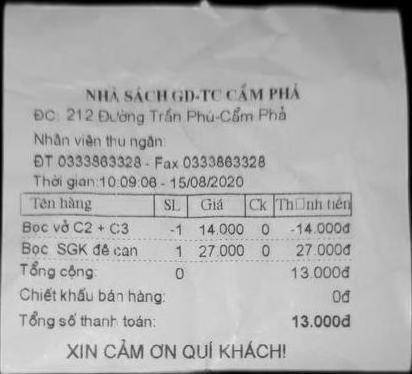 NHÀ SÁCH GD-TC CẨM PHẢ
ĐC: 212 Đường Trần Phú-Cẩm Phả
Nhân viên thu ngân:
ĐT 0333863328 - Fax 0333863328
Thời gian:10:09:06 - 15/08/2020
Tên hàng SL Giá Ck Th□nh tiền
Bọc vở C2 + C3 -1 14.000 0 -14.000đ
Bọc SGK đê can 1 27.000 0 27.000đ
Tổng cộng: 0 13.000đ
Chiết khấu bán hàng: 0đ
Tổng số thanh toán: 13.000đ
XIN CẢM ƠN QUÍ KHÁCH!